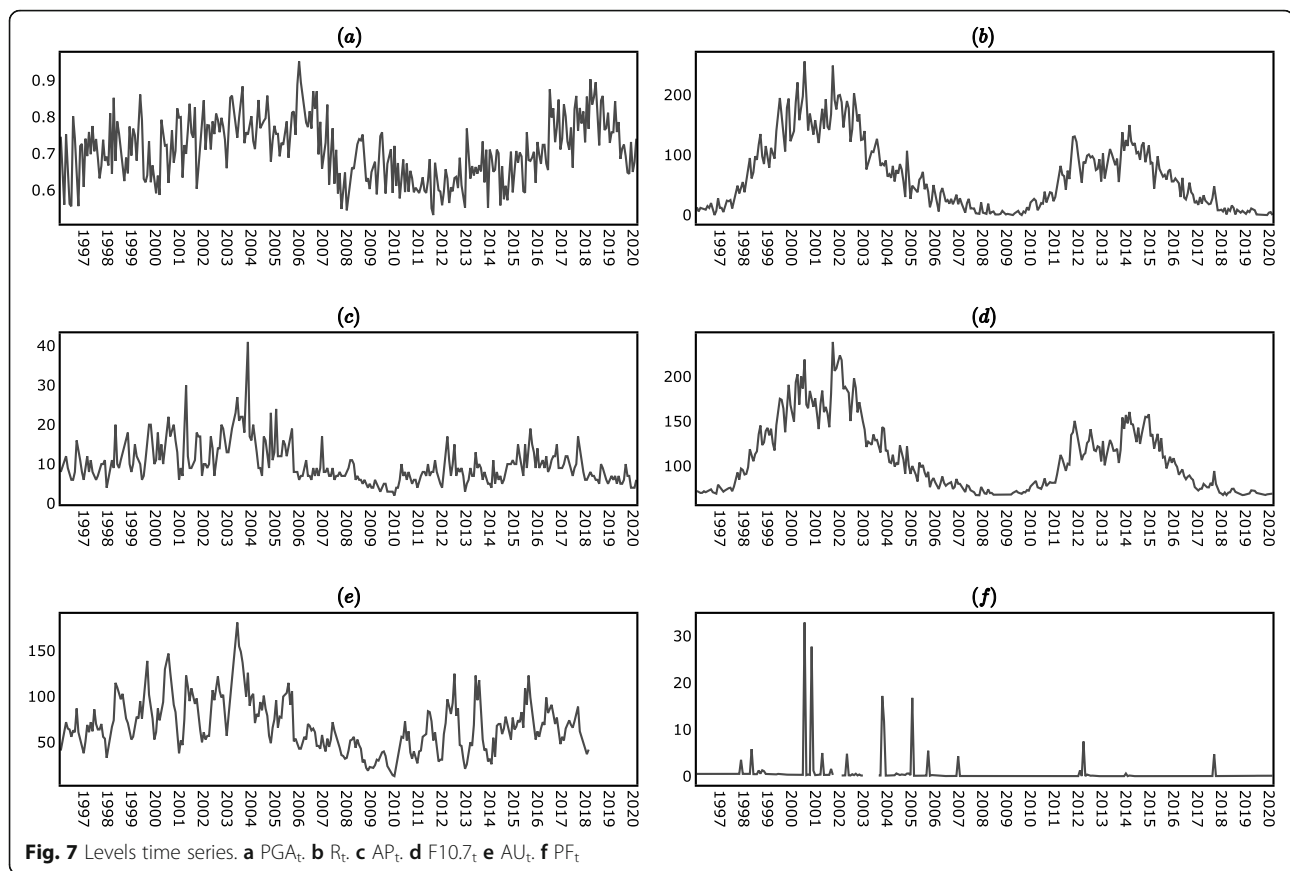 (a)
0.9
0.8
0.7
0.6
1997 1998 1999 2000 2001 2002 2003 2004 2005 2006 2007 2008 2009 2010 2011 2012 2013 2014 2015 2016 2017 2018 2019 2020
(b)
200
100
0
1997 1998 1999 2000 2001 2002 2003 2004 2005 2006 2007 2008 2009 2010 2011 2012 2013 2014 2015 2016 2017 2018 2019 2020
(c)
40
30
20
10
0
1997 1998 1999 2000 2001 2002 2003 2004 2005 2006 2007 2008 2009 2010 2011 2012 2013 2014 2015 2016 2017 2018 2019 2020
(d)
200
150
100
1997 1998 1999 2000 2001 2002 2003 2004 2005 2006 2007 2008 2009 2010 2011 2012 2013 2014 2015 2016 2017 2018 2019 2020
(e)
150
100
50
1997 1998 1999 2000 2001 2002 2003 2004 2005 2006 2007 2008 2009 2010 2011 2012 2013 2014 2015 2016 2017 2018 2019 2020
(f)
30
20
10
0
1997 1998 1999 2000 2001 2002 2003 2004 2005 2006 2007 2008 2009 2010 2011 2012 2013 2014 2015 2016 2017 2018 2019 2020
Fig. 7 Levels time series. a PGAt. b Rt. c APt. d F10.7t e AUt. f PFt